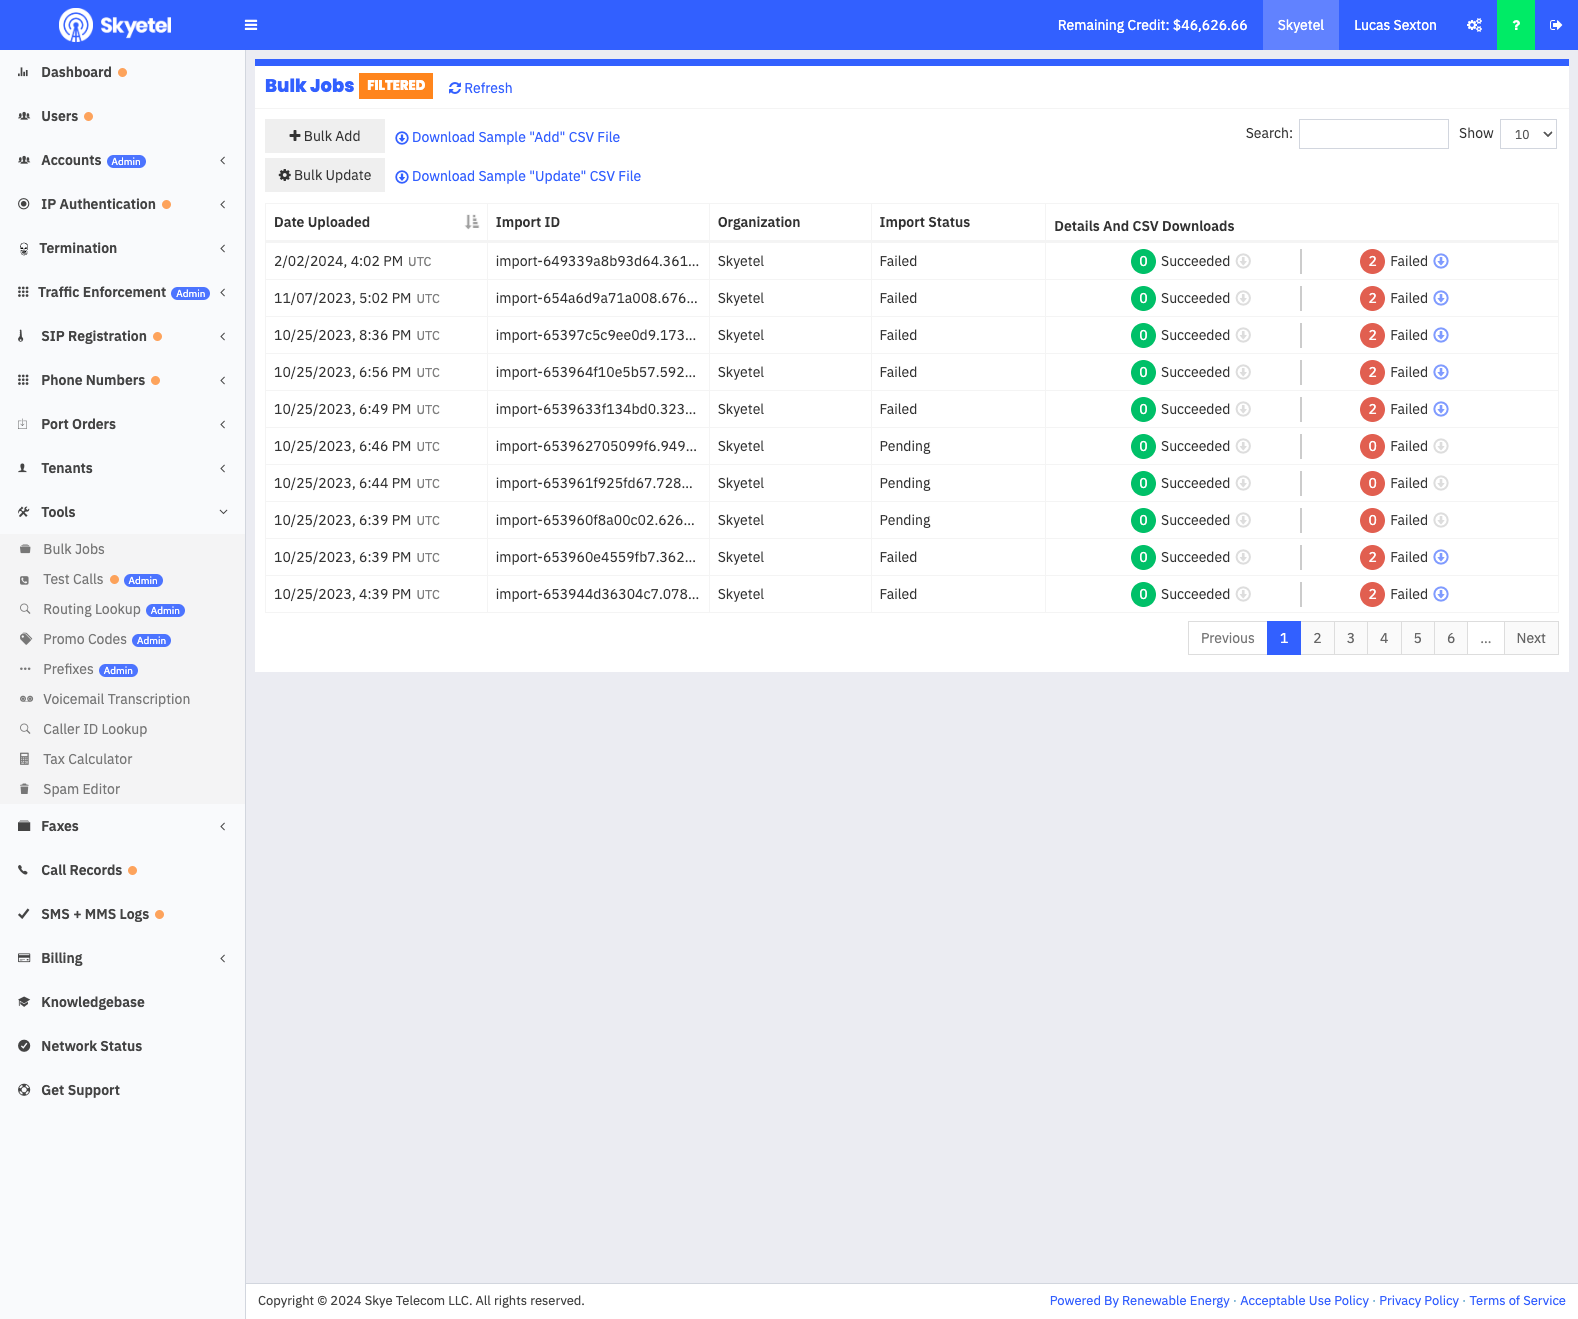 Skyetel
Remaining Credit: $46,626.66
Skyetel
Lucas Sexton
?
Dashboard
Users
Accounts Admin
IP Authentication
Termination
Traffic Enforcement Admin
SIP Registration
Phone Numbers
Port Orders
Tenants
Tools
Bulk Jobs
Test Calls Admin
Routing Lookup Admin
Promo Codes Admin
Prefixes Admin
Voicemail Transcription
Caller ID Lookup
Tax Calculator
Spam Editor
Faxes
Call Records
SMS + MMS Logs
Billing
Knowledgebase
Network Status
Get Support
Bulk Jobs FILTERED Refresh
Bulk Add Download Sample "Add" CSV File
Search: Show 10
Bulk Update Download Sample "Update" CSV File
Date Uploaded Import ID Organization Import Status Details And CSV Downloads
2/02/2024, 4:02 PM UTC import-649339a8b93d64.361... Skyetel Failed 0 Succeeded 2 Failed
11/07/2023, 5:02 PM UTC import-654a6d9a71a008.676... Skyetel Failed 0 Succeeded 2 Failed
10/25/2023, 8:36 PM UTC import-65397c5c9ee0d9.173... Skyetel Failed 0 Succeeded 2 Failed
10/25/2023, 6:56 PM UTC import-653964f10e5b57.592... Skyetel Failed 0 Succeeded 2 Failed
10/25/2023, 6:49 PM UTC import-6539633f134bd0.323... Skyetel Failed 0 Succeeded 2 Failed
10/25/2023, 6:46 PM UTC import-653962705099f6.949... Skyetel Pending 0 Succeeded 0 Failed
10/25/2023, 6:44 PM UTC import-653961f925fd67.728... Skyetel Pending 0 Succeeded 0 Failed
10/25/2023, 6:39 PM UTC import-653960f8a00c02.626... Skyetel Pending 0 Succeeded 0 Failed
10/25/2023, 6:39 PM UTC import-653960e4559fb7.362... Skyetel Failed 0 Succeeded 2 Failed
10/25/2023, 4:39 PM UTC import-653944d36304c7.078... Skyetel Failed 0 Succeeded 2 Failed
Previous 1 2 3 4 5 6 ... Next
Copyright © 2024 Skye Telecom LLC. All rights reserved.
Powered By Renewable Energy · Acceptable Use Policy · Privacy Policy · Terms of Service